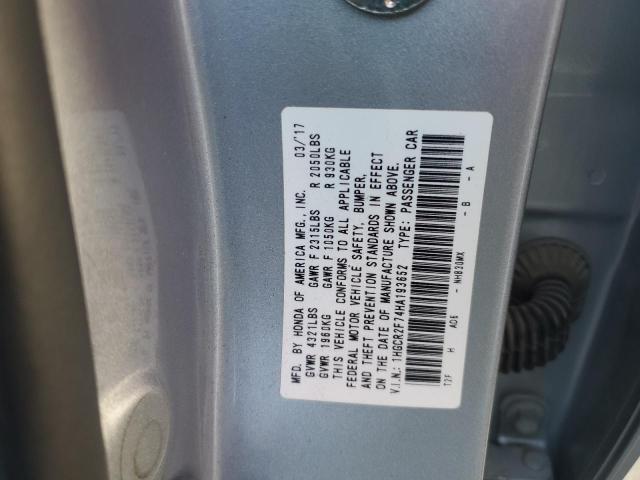 MFD. BY HONDA OF AMERICA MFG., INC. 03/'17
GVWR 4321LBS GAWR F 2315LBS R 2050LBS
GVWR 1960KG GAWR F 1050KG R 930KG
THIS VEHICLE CONFORMS TO ALL APPLICABLE
FEDERAL MOTOR VEHICLE SAFETY, BUMPER,
AND THEFT PREVENTION STANDARDS IN EFFECT
ON THE DATE OF MANUFACTURE SHOWN ABOVE.
V.I.N.: 1HGCR2F74HA193652 TYPE: PASSENGER CAR
T2F H AD6 - NH830MX - B - A